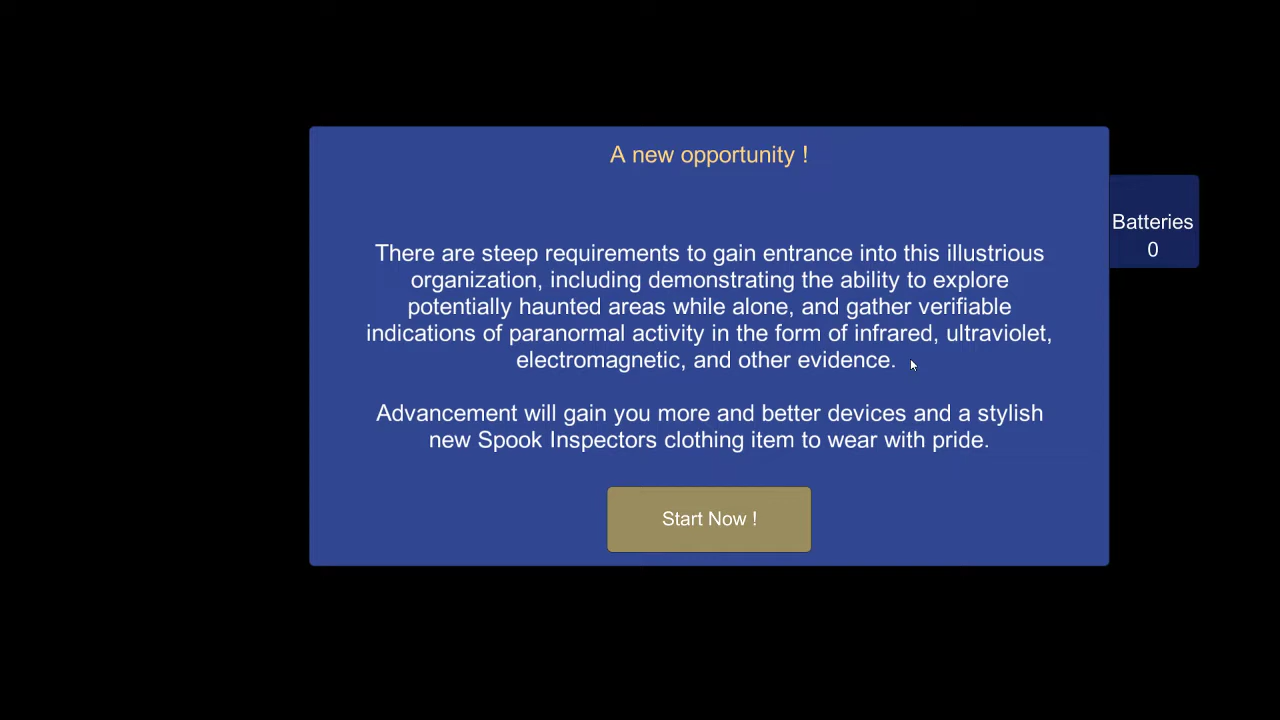 A new opportunity !
There are steep requirements to gain entrance into this illustrious
organization, including demonstrating the ability to explore
potentially haunted areas while alone, and gather verifiable
indications of paranormal activity in the form of infrared, ultraviolet,
electromagnetic, and other evidence.
Advancement will gain you more and better devices and a stylish
new Spook Inspectors clothing item to wear with pride.
Start Now !
Batteries
0